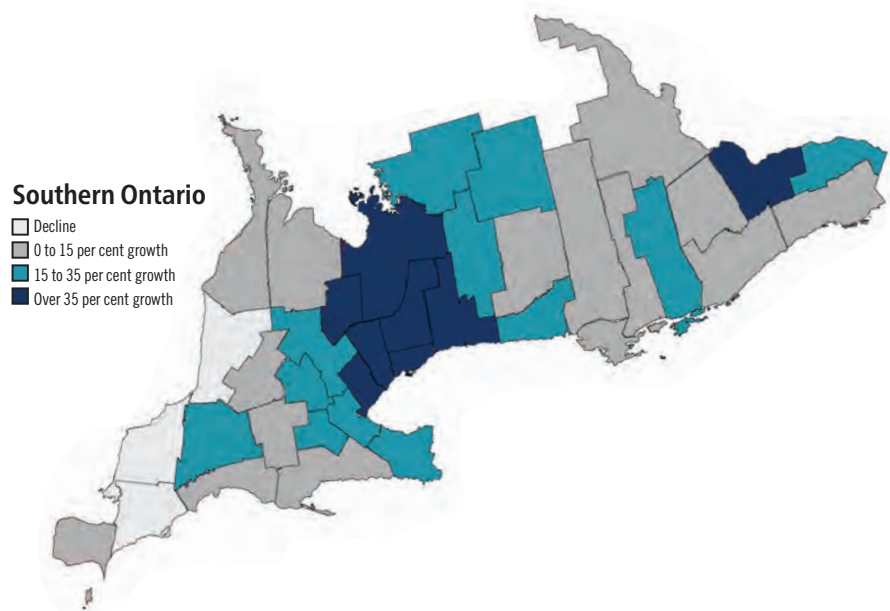 Southern Ontario
Decline
0 to 15 per cent growth
15 to 35 per cent growth
Over 35 per cent growth